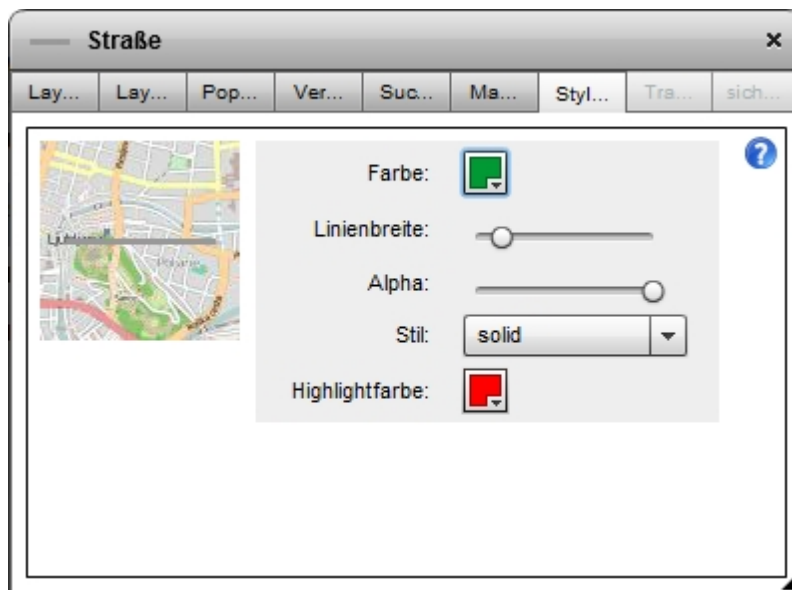 Straße
Lay... Lay... Pop... Ver... Suc... Ma... Styl... Tra... sich...
Farbe:
Linienbreite:
Alpha:
Stil: solid
Highlightfarbe: